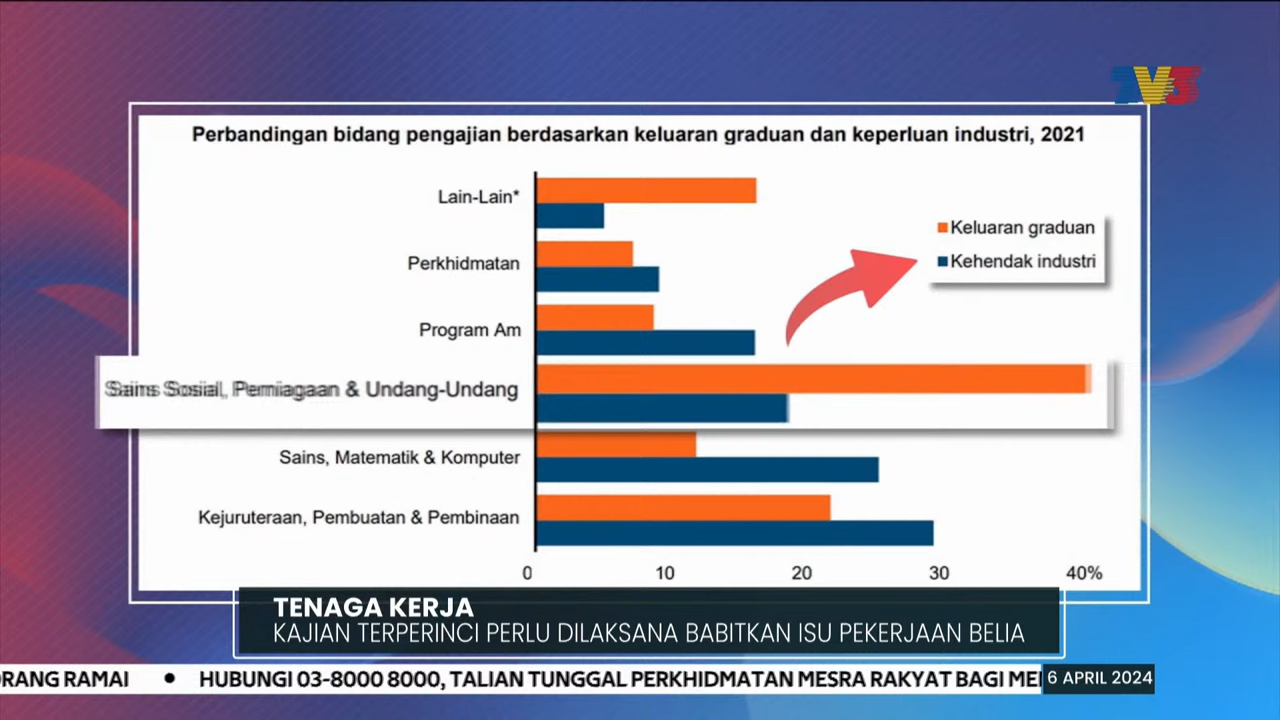 TV3
Perbandingan bidang pengajian berdasarkan keluaran graduan dan keperluan industri, 2021
Lain-Lain*
Keluaran graduan
Perkhidmatan
Kehendak industri
Program Am
Sains Sosial, Perniagaan & Undang-Undang
Sains, Matematik & Komputer
Kejuruteraan, Pembuatan & Pembinaan
0 10 20 30 40%
TENAGA KERJA
KAJIAN TERPERINCI PERLU DILAKSANA BABITKAN ISU PEKERJAAN BELIA
ORANG RAMAI • HUBUNGI 03-8000 8000, TALIAN TUNGGAL PERKHIDMATAN MESRA RAKYAT BAGI 6 APRIL 2024